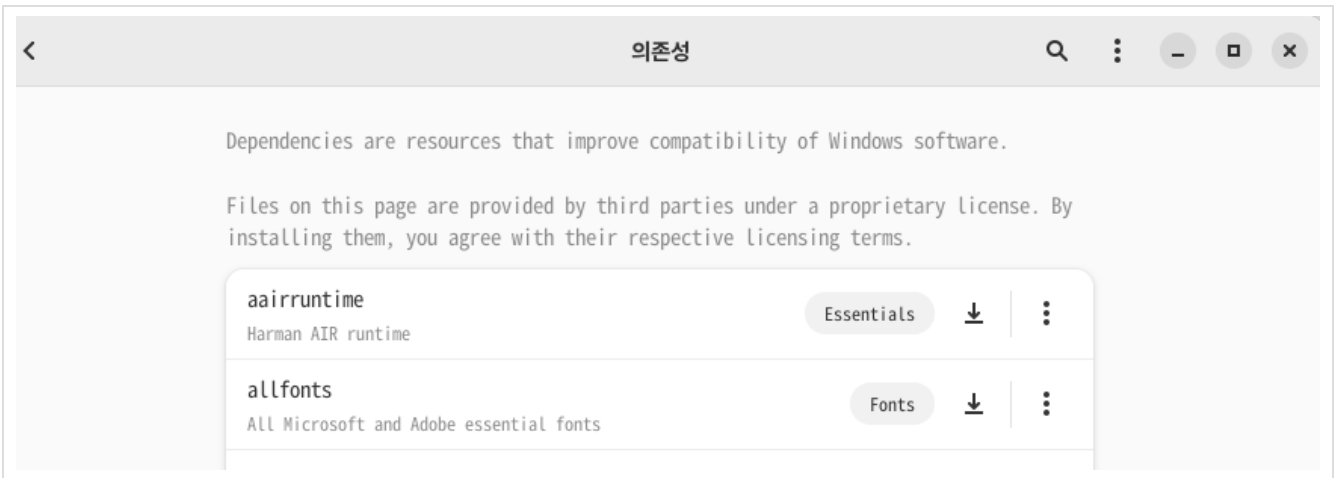 의존성
Dependencies are resources that improve compatibility of Windows software.
Files on this page are provided by third parties under a proprietary license. By
installing them, you agree with their respective licensing terms.
aairruntime
Essentials
Harman AIR runtime
allfonts
Fonts
All Microsoft and Adobe essential fonts